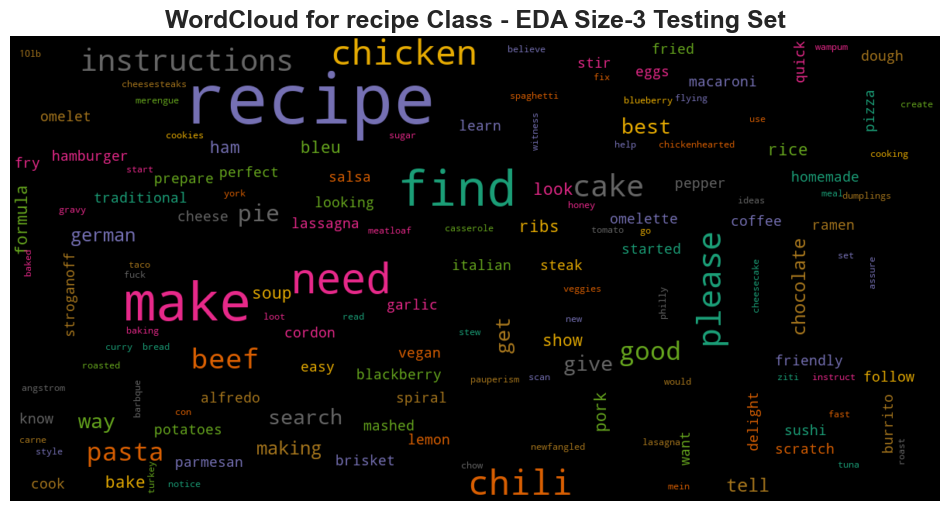 WordCloud for recipe Class - EDA Size-3 Testing Set
10lb
instructions
chicken
believe
fried
quick
wampum
dough
cheesesteaks
stir
fix
eggs
macaroni
merengue
recipe
spaghetti
blueberry
flying
pizza
create
omelet
cookies
sugar
learn
witness
best
use
ham
bleu
help
chickenhearted
rice
cooking
fry
hamburger
start
prepare
perfect
salsa
find
look
cake
pepper
homemade
meal
dumplings
formula
traditional
york
looking
honey
ideas
gravy
cheese
pie
lassagna
meatloaf
casserole
ribs
omelette
coffee
ramen
german
tomato
go
started
please
chocolate
set
assure
baked
stroganoff
taco
fuck
need
italian
steak
cheesecake
make
soup
veggies
philly
garlic
baking
loot
read
cordon
new
stew
get
show
curry
bread
beef
vegan
good
roasted
easy
give
friendly
blackberry
pauperism
scan
would
ziti
instruct
follow
angstrom
barbque
alfredo
spiral
know
way
con
search
pork
delight
fast
burrito
potatoes
mashed
lemon
sushi
carne
style
pasta
making
newfangled
lasagna
want
scratch
roast
turkey
parmesan
brisket
chow
tuna
cook
bake
notice
chili
mein
tell